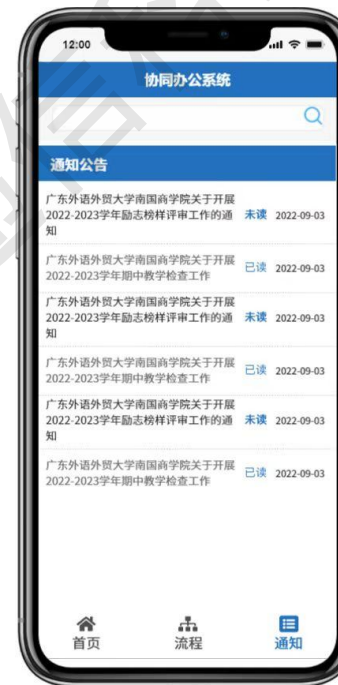 12:00
协同办公系统
通知公告
广东外语外贸大学南国商学院关于开展
2022-2023学年励志榜样评审工作的通 未读 2022-09-03
知
广东外语外贸大学南国商学院关于开展
2022-2023学年期中教学检查工作 已读 2022-09-03
广东外语外贸大学南国商学院关于开展
2022-2023学年励志榜样评审工作的通 未读 2022-09-03
知
广东外语外贸大学南国商学院关于开展
2022-2023学年期中教学检查工作 已读 2022-09-03
广东外语外贸大学南国商学院关于开展
2022-2023学年励志榜样评审工作的通 未读 2022-09-03
知
广东外语外贸大学南国商学院关于开展
2022-2023学年期中教学检查工作 已读 2022-09-03
首页 流程 通知